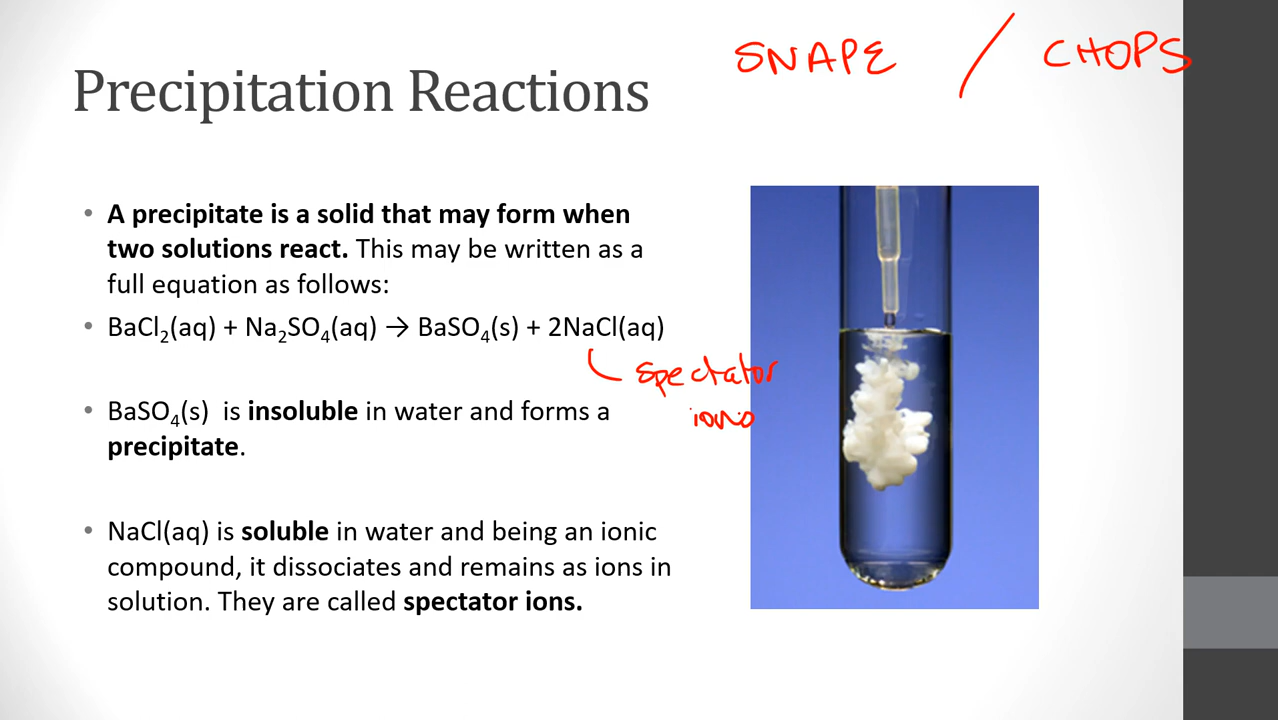 SNAPE / CHOPS
Precipitation Reactions
• A precipitate is a solid that may form when
two solutions react. This may be written as a
full equation as follows:
• BaCl₂(aq) + Na₂SO₄(aq) → BaSO₄(s) + 2NaCl(aq)
spectator
ions
• BaSO₄(s) is insoluble in water and forms a
precipitate.
• NaCl(aq) is soluble in water and being an ionic
compound, it dissociates and remains as ions in
solution. They are called spectator ions.